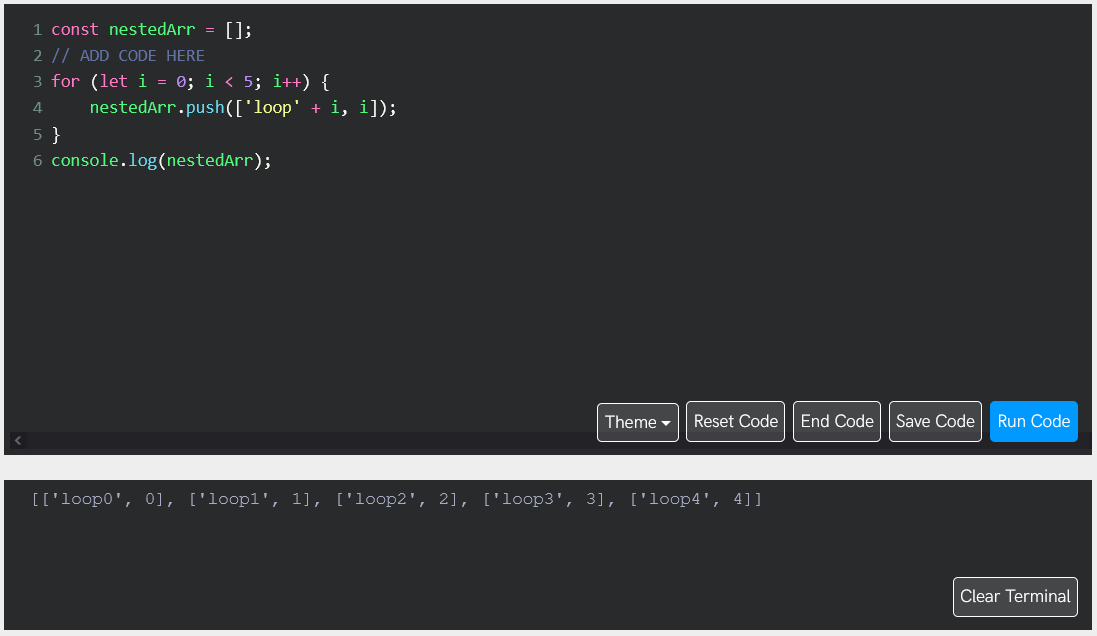 1 const nestedArr = [];
2 // ADD CODE HERE
3 for (let i = 0; i < 5; i++) {
4     nestedArr.push(['loop' + i, i]);
5 }
6 console.log(nestedArr);
Theme Reset Code End Code Save Code Run Code
[['loop0', 0], ['loop1', 1], ['loop2', 2], ['loop3', 3], ['loop4', 4]]
Clear Terminal